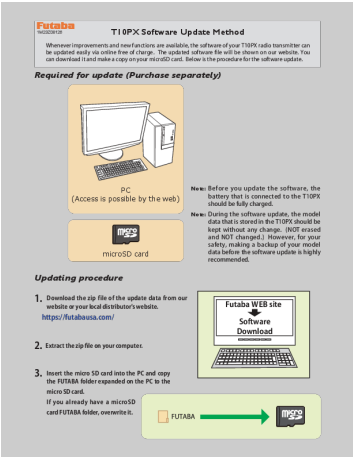 Futaba
T10PX Software Update Method
Whenever improvements and new functions are available, the software of your T10PX radio transmitter can
be updated easily via online free of charge. The updated software file will be shown on our website. You
can download it and make a copy on your microSD card. Below is the procedure for the software update.
Required for update (Purchase separately)
PC
(Access is possible by the web)
micro
microSD card
Note: Before you update the software, the
battery that is connected to the T10PX
should be fully charged.
Note: During the software update, the model
data that is stored in the T10PX should be
kept without any change. (NOT erased
and NOT changed.) However, for your
safety, making a backup of your model
data before the software update is highly
recommended.
Updating procedure
1. Download the zip file of the update data from our
website or your local distributor's website.
https://futabausa.com/
2. Extract the zip file on your computer.
3. Insert the micro SD card into the PC and copy
the FUTABA folder expanded on the PC to the
micro SD card.
If you already have a microSD
card FUTABA folder, overwrite it.
Futaba WEB site
Software
Download
FUTABA
micro